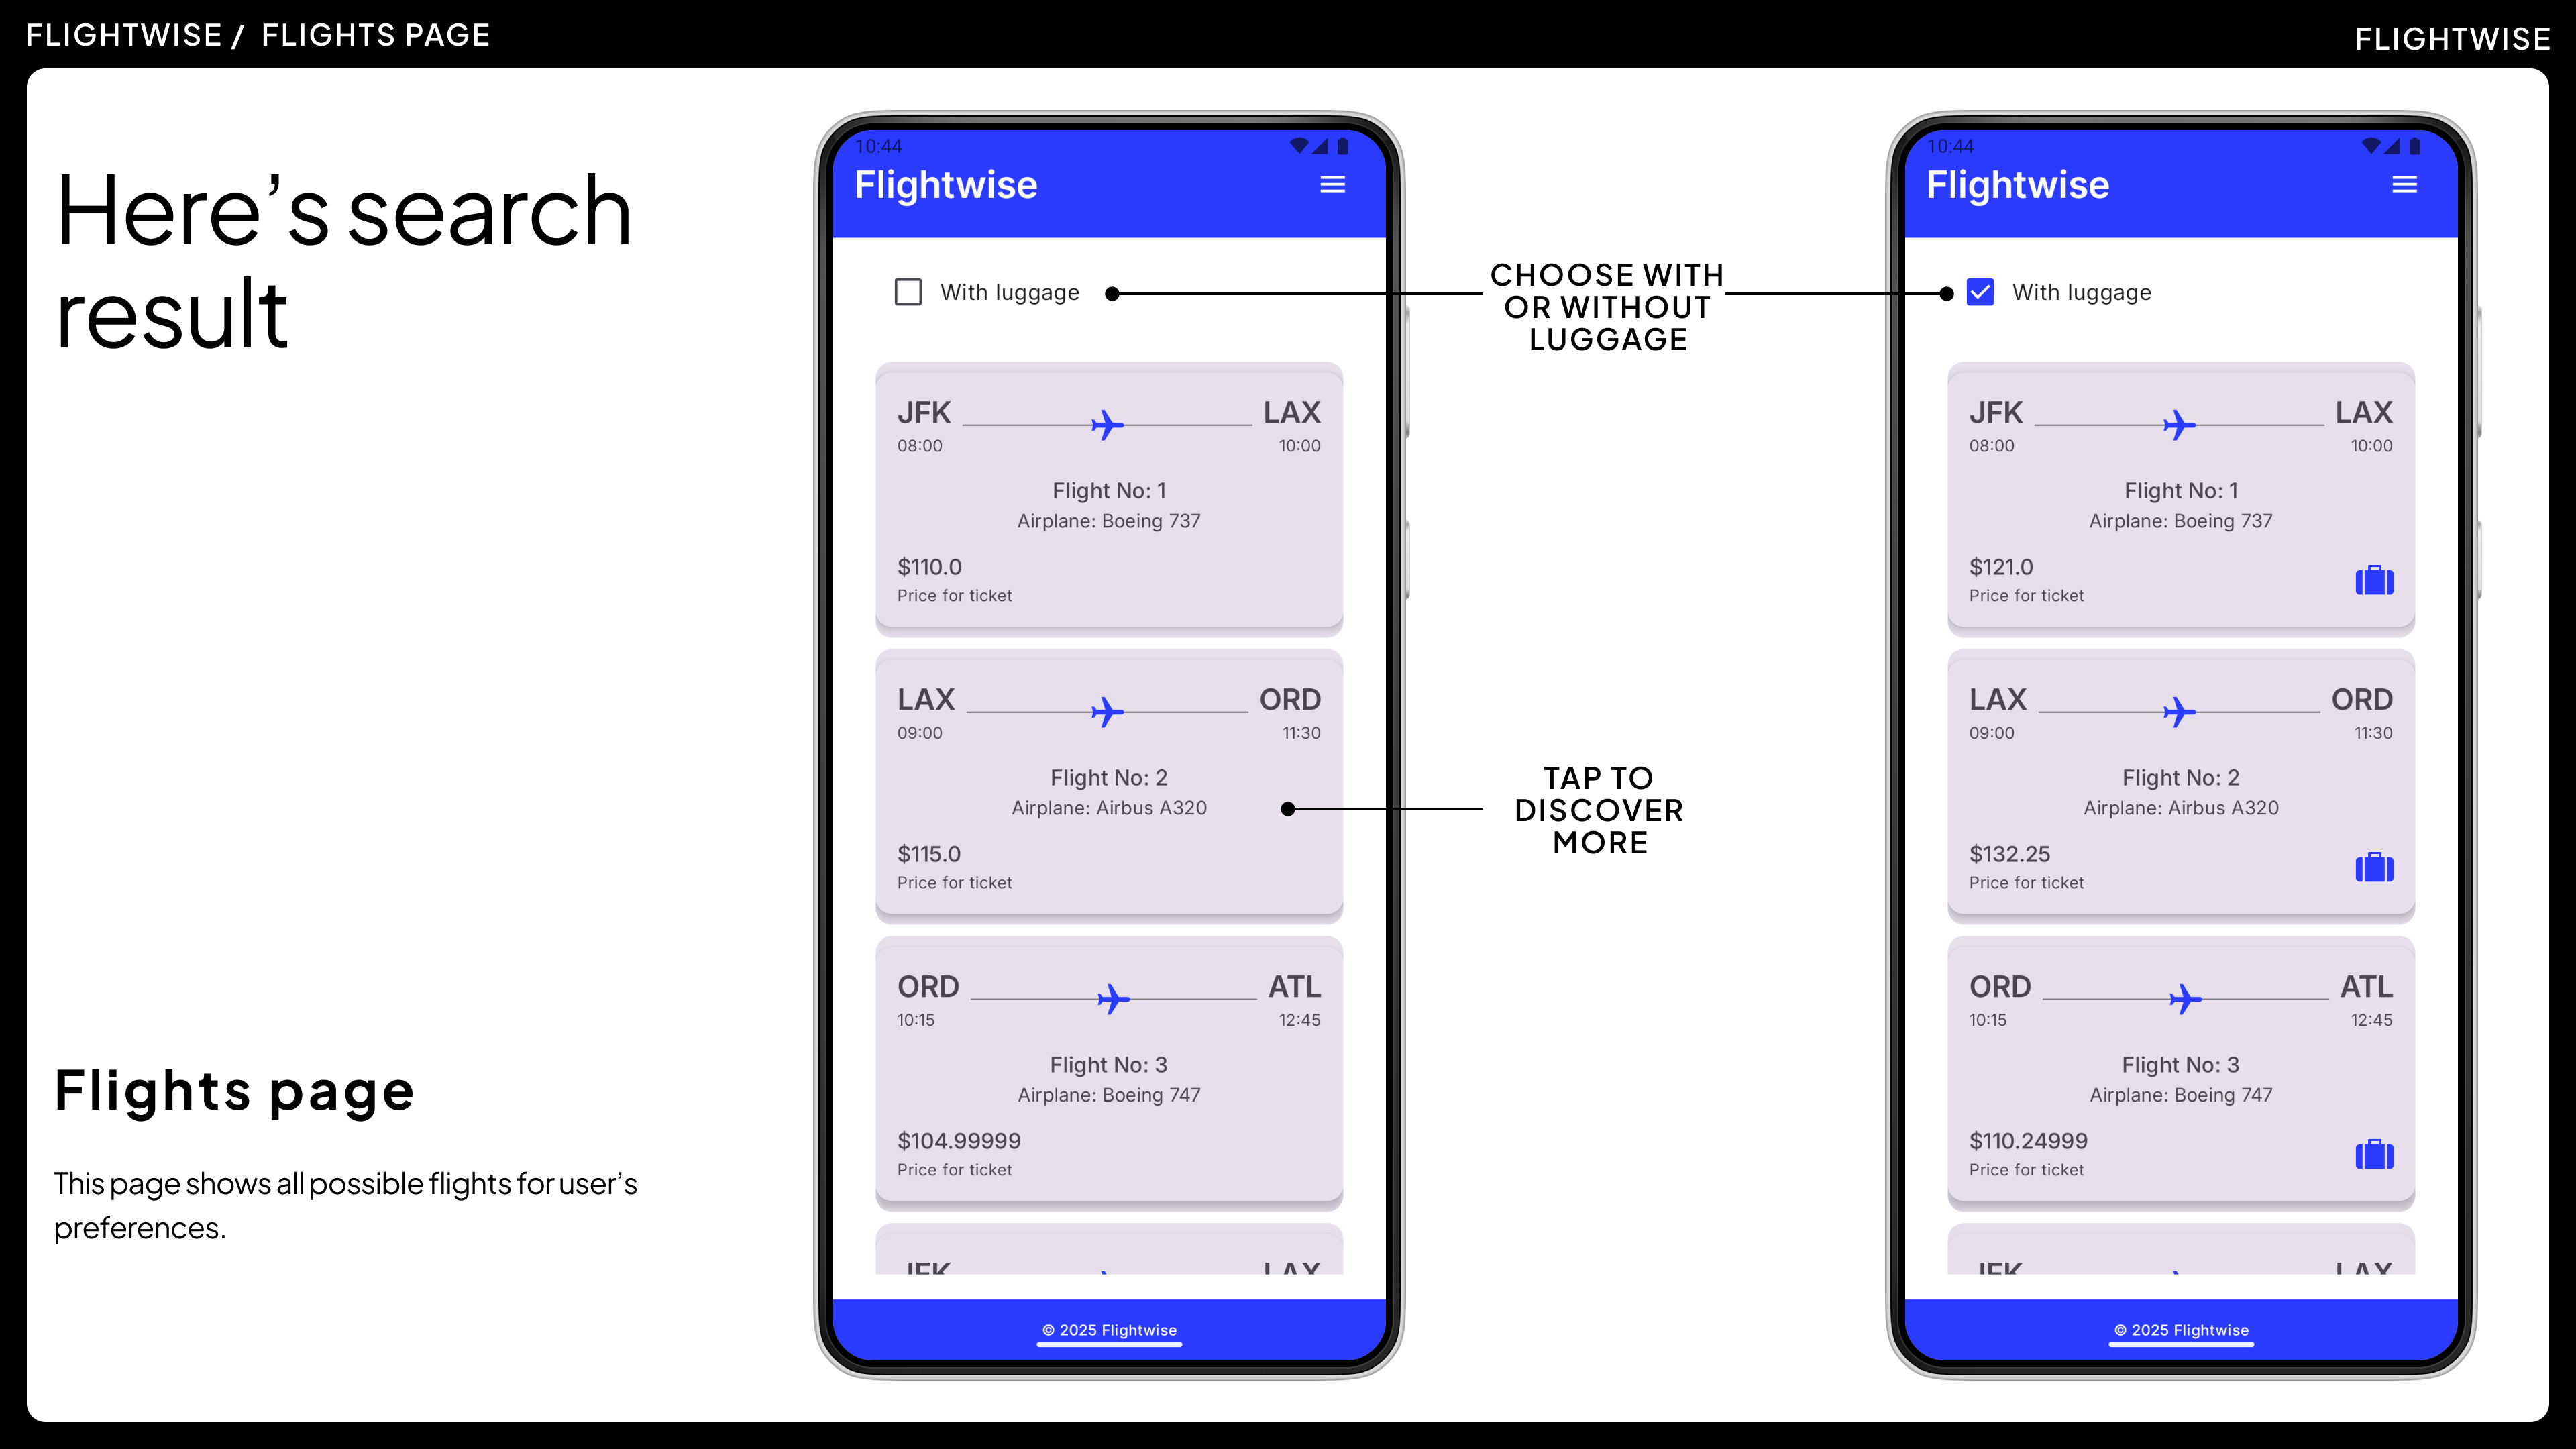 FLIGHTWISE / FLIGHTS PAGE
FLIGHTWISE
Here’s search
result
Flights page
This page shows all possible flights for user’s
preferences.
10:44
Flightwise
With luggage
JFK
LAX
08:00
10:00
Flight No: 1
Airplane: Boeing 737
$110.0
Price for ticket
LAX
ORD
09:00
11:30
Flight No: 2
Airplane: Airbus A320
$115.0
Price for ticket
ORD
ATL
10:15
12:45
Flight No: 3
Airplane: Boeing 747
$104.99999
Price for ticket
JFK
LAX
© 2025 Flightwise
CHOOSE WITH
OR WITHOUT
LUGGAGE
TAP TO
DISCOVER
MORE
10:44
Flightwise
With luggage
JFK
LAX
08:00
10:00
Flight No: 1
Airplane: Boeing 737
$121.0
Price for ticket
LAX
ORD
09:00
11:30
Flight No: 2
Airplane: Airbus A320
$132.25
Price for ticket
ORD
ATL
10:15
12:45
Flight No: 3
Airplane: Boeing 747
$110.24999
Price for ticket
JFK
LAX
© 2025 Flightwise